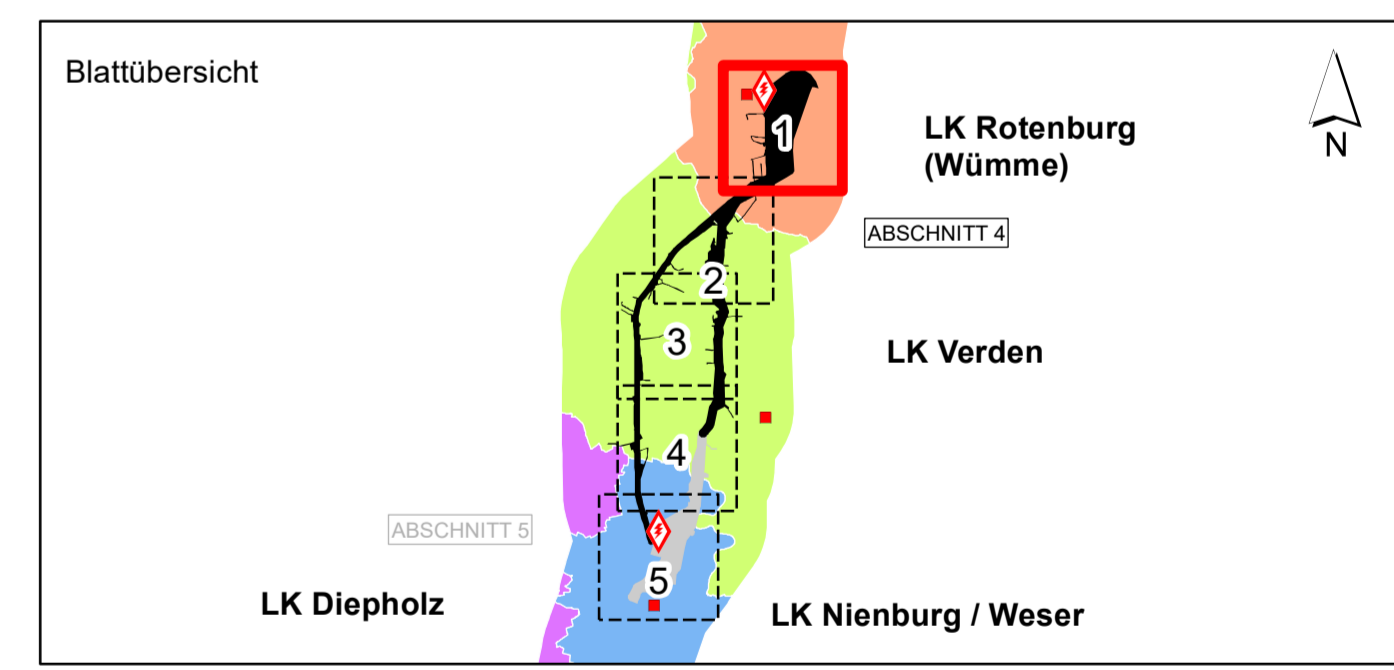 Blattübersicht
1
LK Rotenburg
(Wümme)
N
ABSCHNITT 4
2
3
LK Verden
4
ABSCHNITT 5
5
LK Diepholz
LK Nienburg / Weser